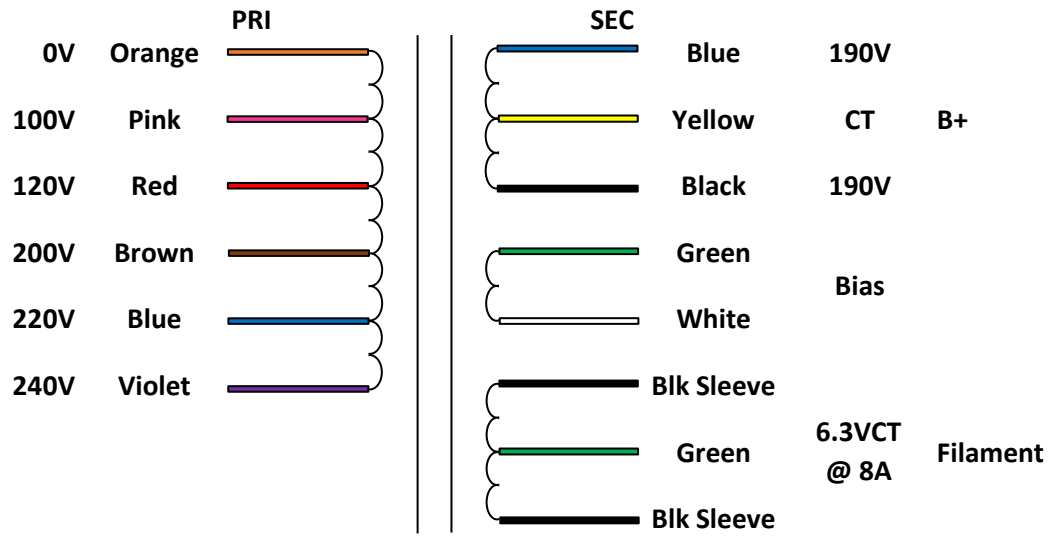 PRI SEC
0V Orange Blue 190V
100V Pink Yellow CT B+
120V Red Black 190V
200V Brown Green
Bias
220V Blue White
240V Violet Blk Sleeve
6.3VCT
Green Filament
@ 8A
Blk Sleeve